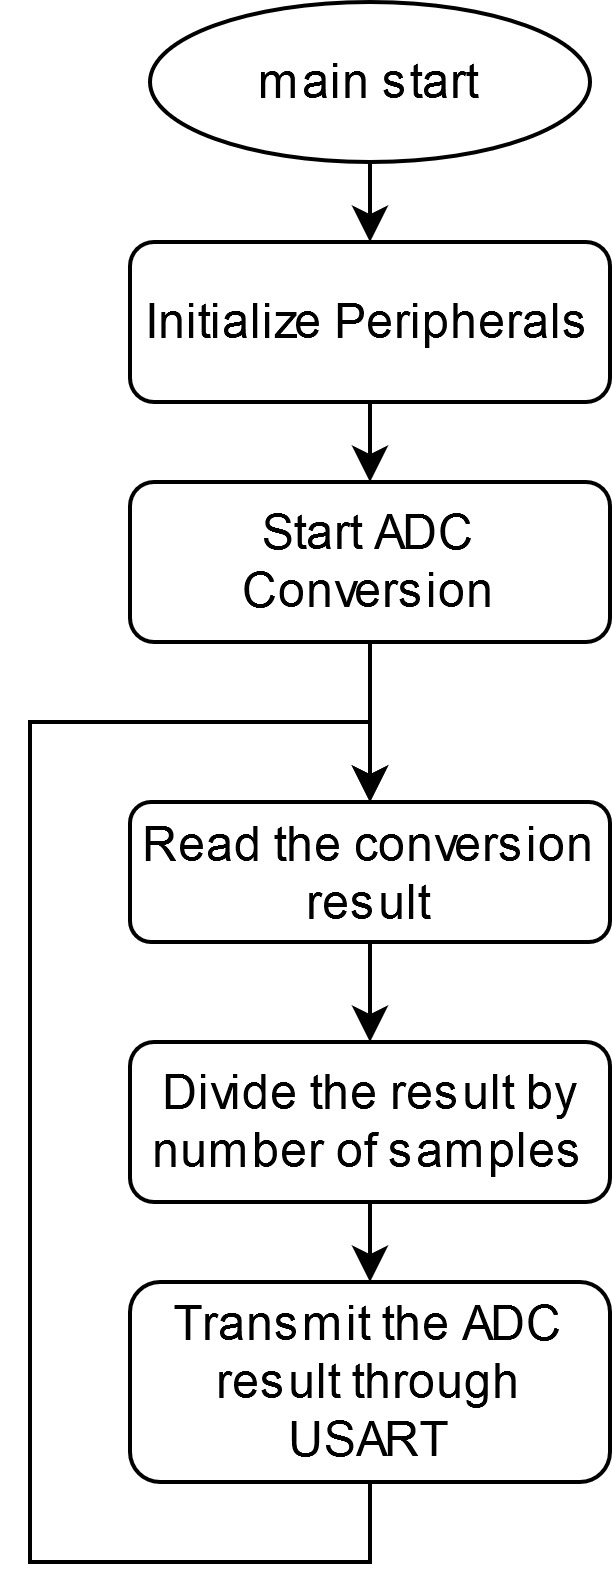 main start
Initialize Peripherals
Start ADC
Conversion
Read the conversion
result
Divide the result by
number of samples
Transmit the ADC
result through
USART